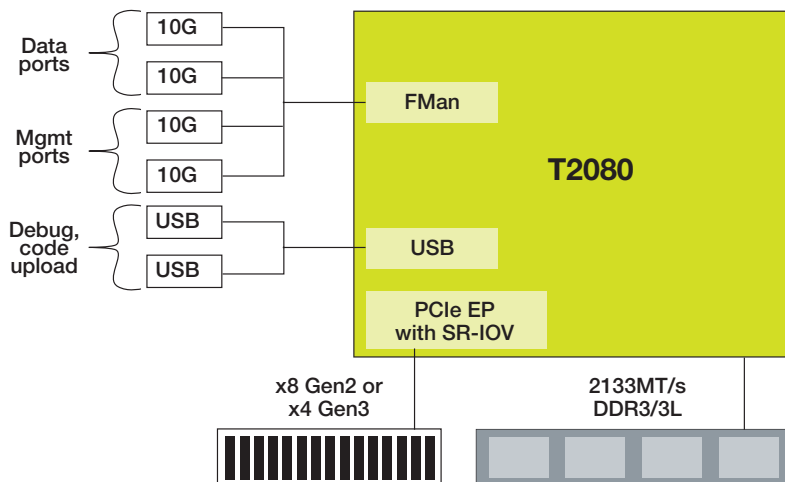 Data
ports
10G
10G
Mgmt
ports
10G
10G
Debug,
code
upload
USB
USB
FMan
T2080
USB
PCIe EP
with SR-IOV
x8 Gen2 or
x4 Gen3
2133MT/s
DDR3/3L